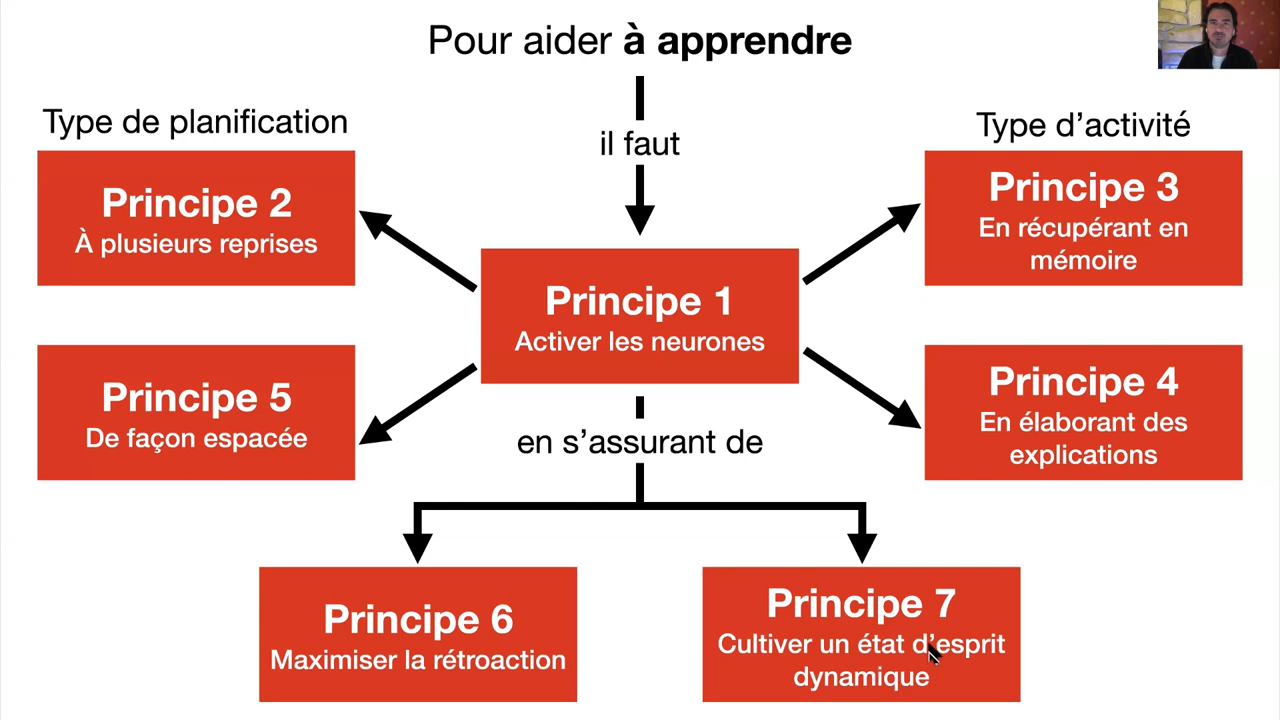 Pour aider à apprendre
il faut
Type de planification
Principe 2
À plusieurs reprises
Principe 5
De façon espacée
Principe 1
Activer les neurones
Type d’activité
Principe 3
En récupérant en
mémoire
Principe 4
En élaborant des
explications
en s’assurant de
Principe 6
Maximiser la rétroaction
Principe 7
Cultiver un état d’esprit
dynamique